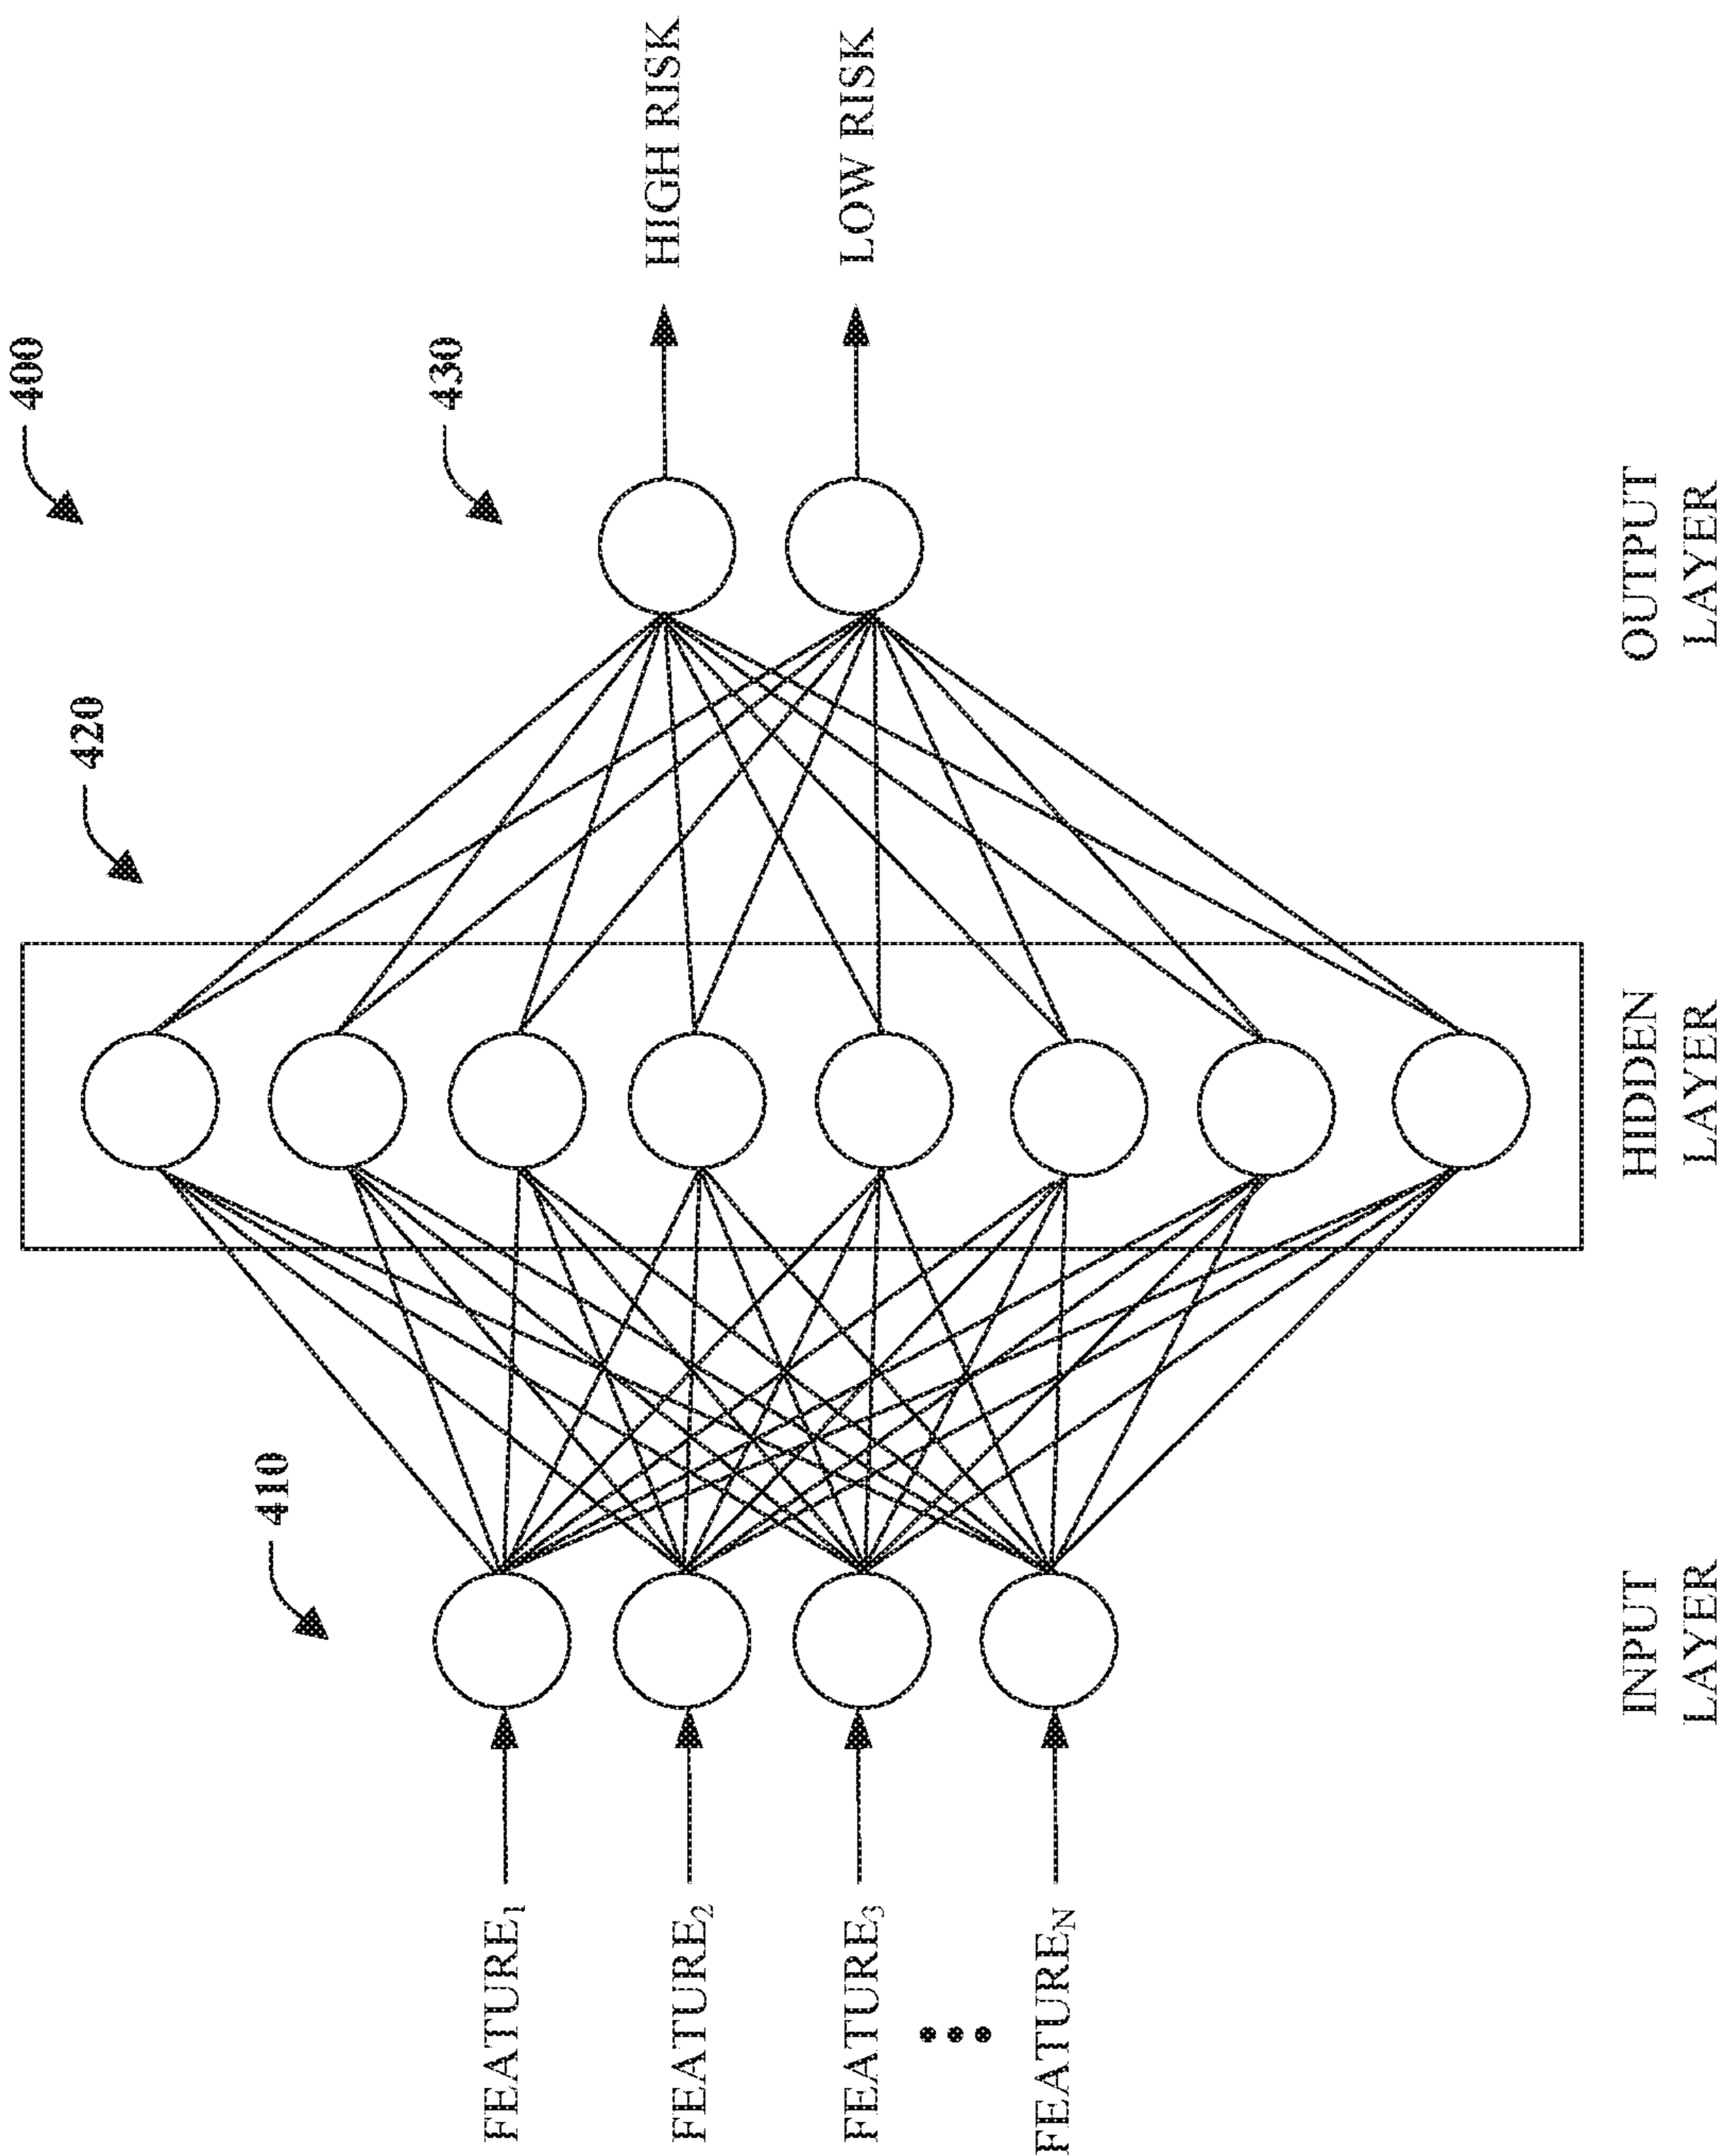 400
420
410
430
FEATURE1
FEATURE2
FEATURE3
FEATUREN
HIGH RISK
LOW RISK
INPUT
LAYER
HIDDEN
LAYER
OUTPUT
LAYER